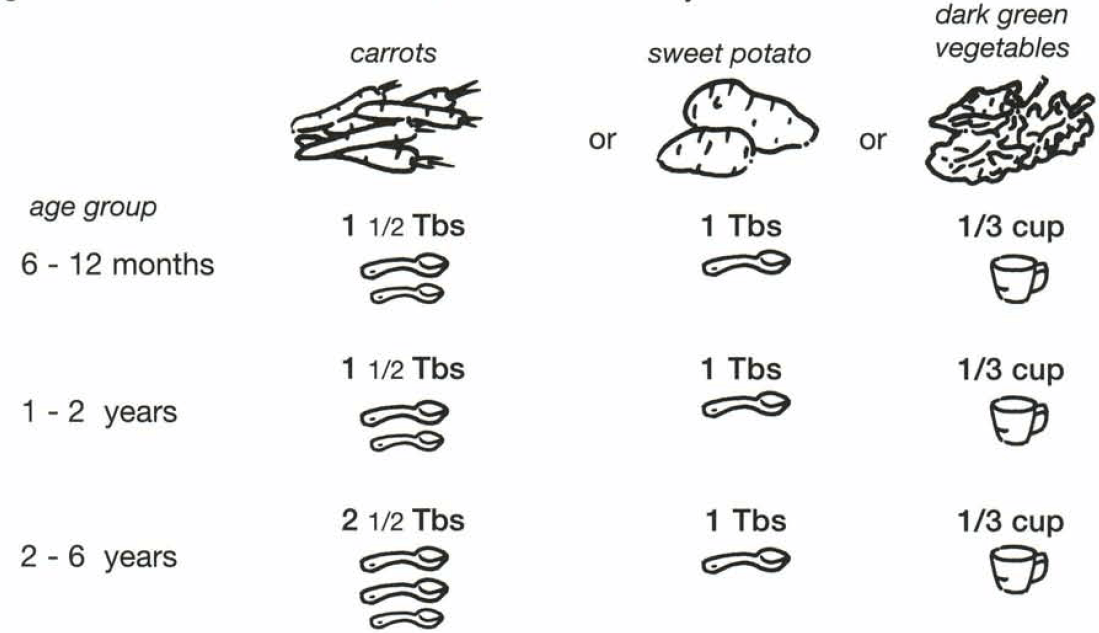 dark green
carrots sweet potato vegetables
or or
age group
1 1/2 Tbs 1 Tbs 1/3 cup
6 - 12 months
1 1/2 Tbs 1 Tbs 1/3 cup
1 - 2 years
2 1/2 Tbs 1 Tbs 1/3 cup
2 - 6 years